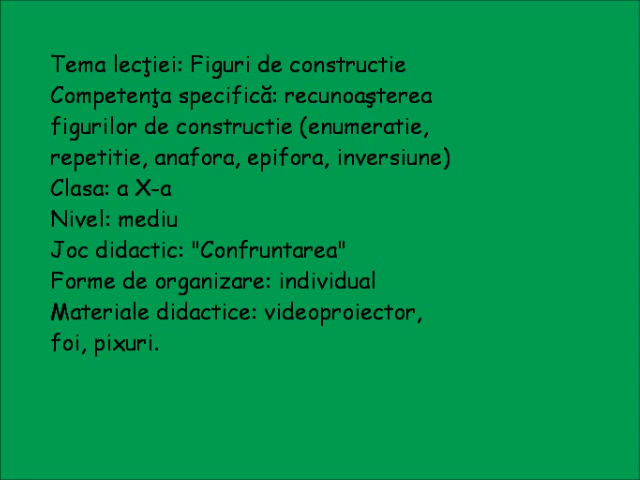 Tema lecţiei: Figuri de constructie
Competenţa specifică: recunoaşterea
figurilor de constructie (enumeratie,
repetitie, anafora, epifora, inversiune)
Clasa: a X-a
Nivel: mediu
Joc didactic: "Confruntarea"
Forme de organizare: individual
Materiale didactice: videoproiector,
foi, pixuri.